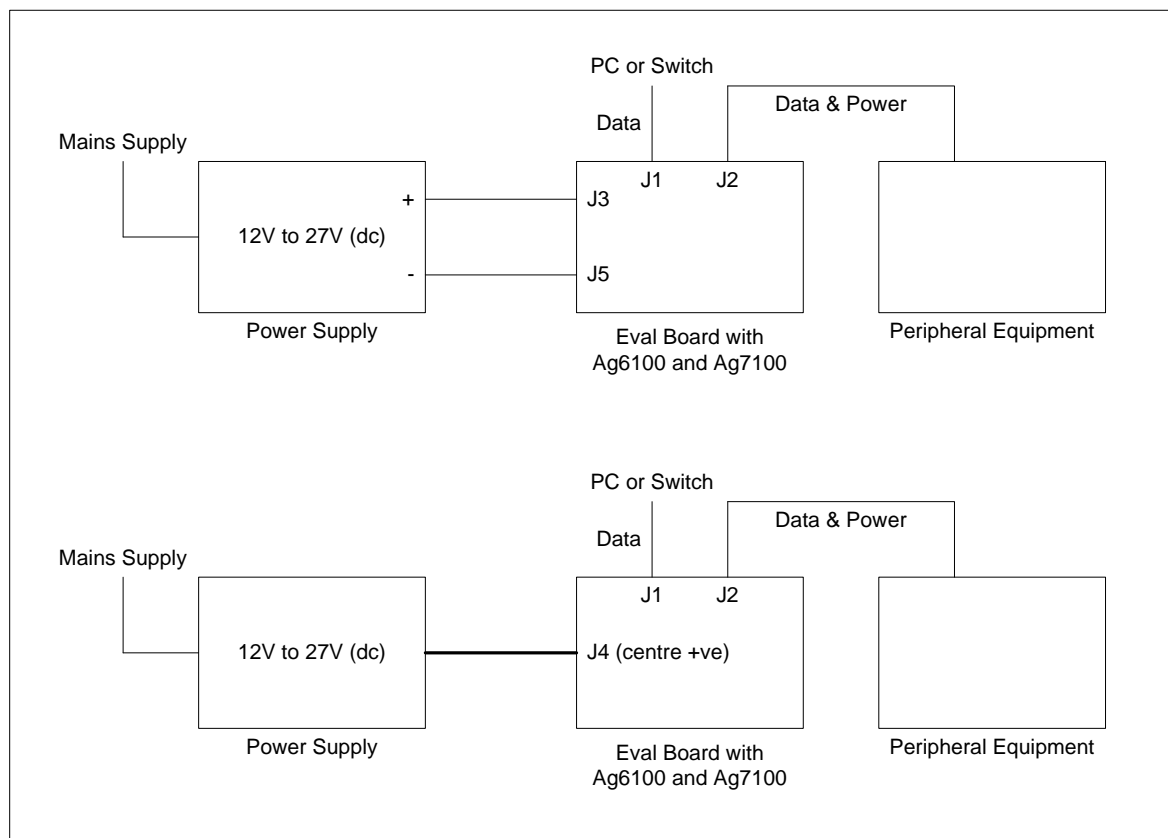 PC or Switch
Data & Power
Data
Mains Supply
J1
J2
+
J3
12V to 27V (dc)
-
J5
Power Supply
Eval Board with
Ag6100 and Ag7100
Peripheral Equipment
PC or Switch
Data & Power
Data
Mains Supply
J1
J2
12V to 27V (dc)
J4 (centre +ve)
Power Supply
Eval Board with
Ag6100 and Ag7100
Peripheral Equipment